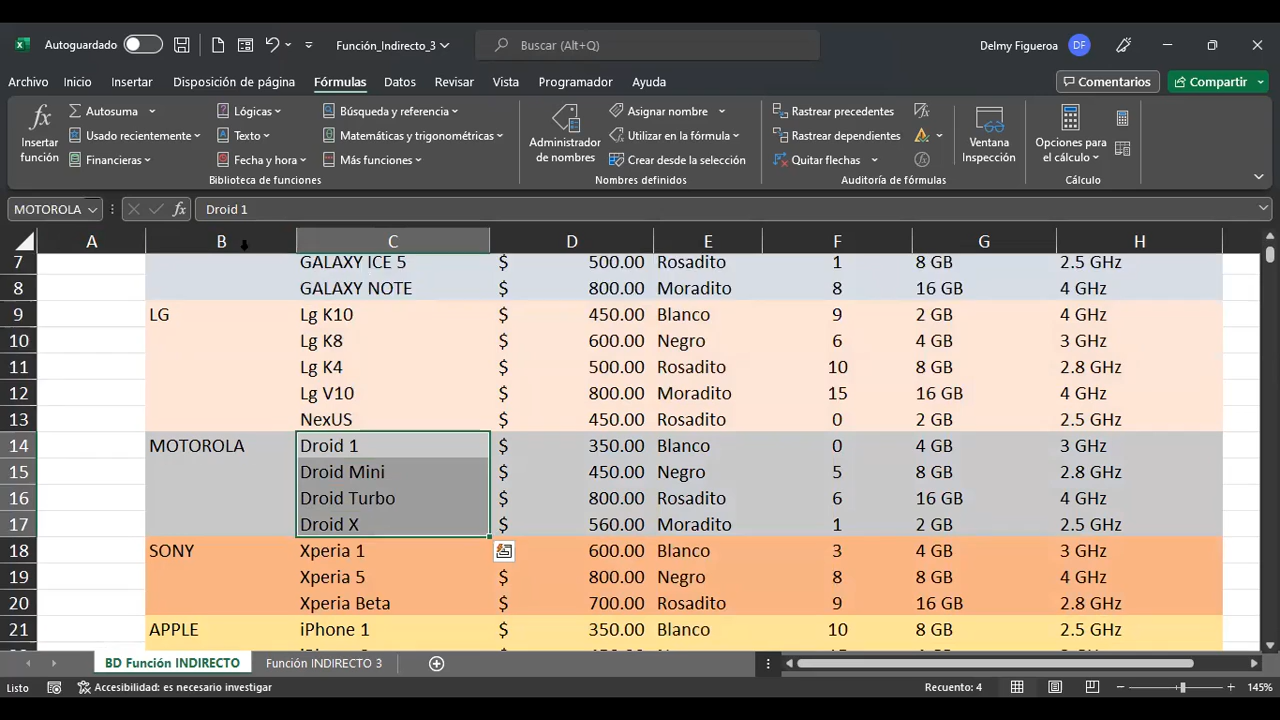 Autoguardado Función_Indirecto_3 Buscar (Alt+Q) Delmy Figueroa DF
Archivo Inicio Insertar Disposición de página Fórmulas Datos Revisar Vista Programador Ayuda Comentarios Compartir
fx Insertar función
Autosuma
Usado recientemente
Financieras
Lógicas
Texto
Fecha y hora
Búsqueda y referencia
Matemáticas y trigonométricas
Más funciones
Biblioteca de funciones
Administrador de nombres
Asignar nombre
Utilizar en la fórmula
Crear desde la selección
Nombres definidos
Rastrear precedentes
Rastrear dependientes
Quitar flechas
Auditoría de fórmulas
Ventana Inspección
Opciones para el cálculo
Cálculo
MOTOROLA fx Droid 1
A B C D E F G H
7 GALAXY ICE 5 $ 500.00 Rosadito 1 8 GB 2.5 GHz
8 GALAXY NOTE $ 800.00 Moradito 8 16 GB 4 GHz
9 LG Lg K10 $ 450.00 Blanco 9 2 GB 4 GHz
10 Lg K8 $ 600.00 Negro 6 4 GB 3 GHz
11 Lg K4 $ 500.00 Rosadito 10 8 GB 2.8 GHz
12 Lg V10 $ 800.00 Moradito 15 16 GB 4 GHz
13 NexUS $ 450.00 Rosadito 0 2 GB 2.5 GHz
14 MOTOROLA Droid 1 $ 350.00 Blanco 0 4 GB 3 GHz
15 Droid Mini $ 450.00 Negro 5 8 GB 2.8 GHz
16 Droid Turbo $ 800.00 Rosadito 6 16 GB 4 GHz
17 Droid X $ 560.00 Moradito 1 2 GB 2.5 GHz
18 SONY Xperia 1 $ 600.00 Blanco 3 4 GB 3 GHz
19 Xperia 5 $ 800.00 Negro 8 8 GB 4 GHz
20 Xperia Beta $ 700.00 Rosadito 9 16 GB 2.8 GHz
21 APPLE iPhone 1 $ 350.00 Blanco 10 8 GB 2.5 GHz
BD Función INDIRECTO Función INDIRECTO 3
Listo Accesibilidad: es necesario investigar Recuento: 4 145%